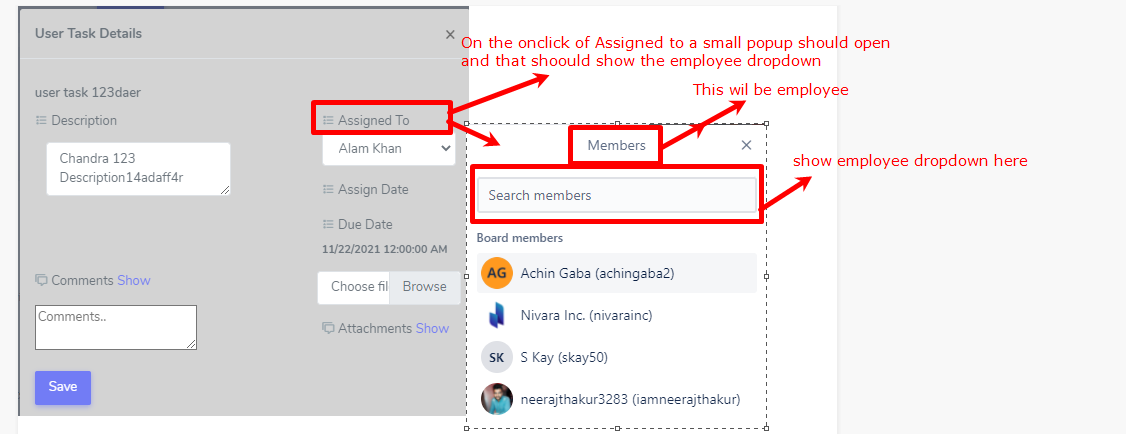 User Task Details ×
On the onclick of Assigned to a small popup should open
and that shoould show the employee dropdown
This wil be employee
user task 123daer
Description
Assigned To
Chandra 123
Description14adaff4r
Alam Khan
Members ×
show employee dropdown here
Search members
Assign Date
Due Date
11/22/2021 12:00:00 AM
Board members
AG Achin Gaba (achingaba2)
Comments Show
Choose fil Browse
Comments..
Nivara Inc. (nivarainc)
Attachments Show
SK S Kay (skay50)
Save
neerajthakur3283 (iamneerajthakur)